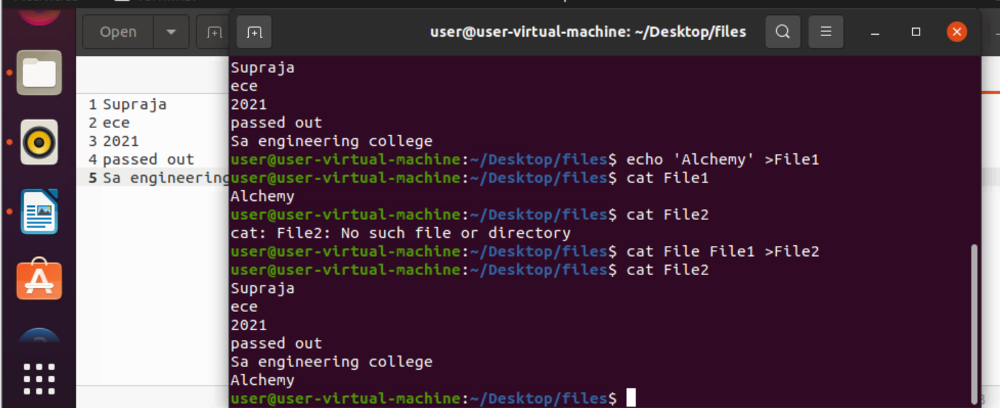 Open
user@user-virtual-machine: ~/Desktop/files
1 Supraja
2 ece
3 2021
4 passed out
5 Sa engineering
Supraja
ece
2021
passed out
Sa engineering college
user@user-virtual-machine:~/Desktop/files$ echo 'Alchemy' >File1
user@user-virtual-machine:~/Desktop/files$ cat File1
Alchemy
user@user-virtual-machine:~/Desktop/files$ cat File2
cat: File2: No such file or directory
user@user-virtual-machine:~/Desktop/files$ cat File File1 >File2
user@user-virtual-machine:~/Desktop/files$ cat File2
Supraja
ece
2021
passed out
Sa engineering college
Alchemy
user@user-virtual-machine:~/Desktop/files$